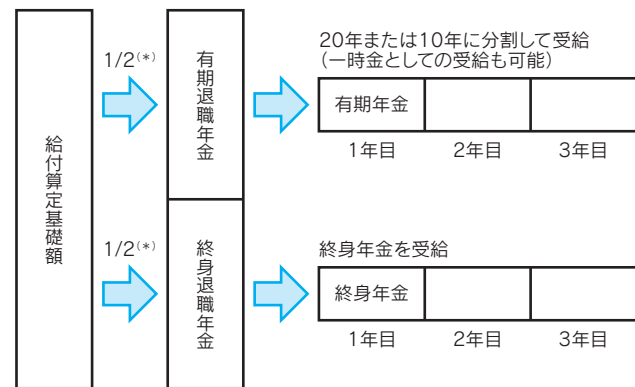 給付算定基礎額
1/2(*)
有期退職年金
20年または10年に分割して受給
(一時金としての受給も可能)
有期年金
1年目 2年目 3年目
1/2(*)
終身退職年金
終身年金を受給
終身年金
1年目 2年目 3年目